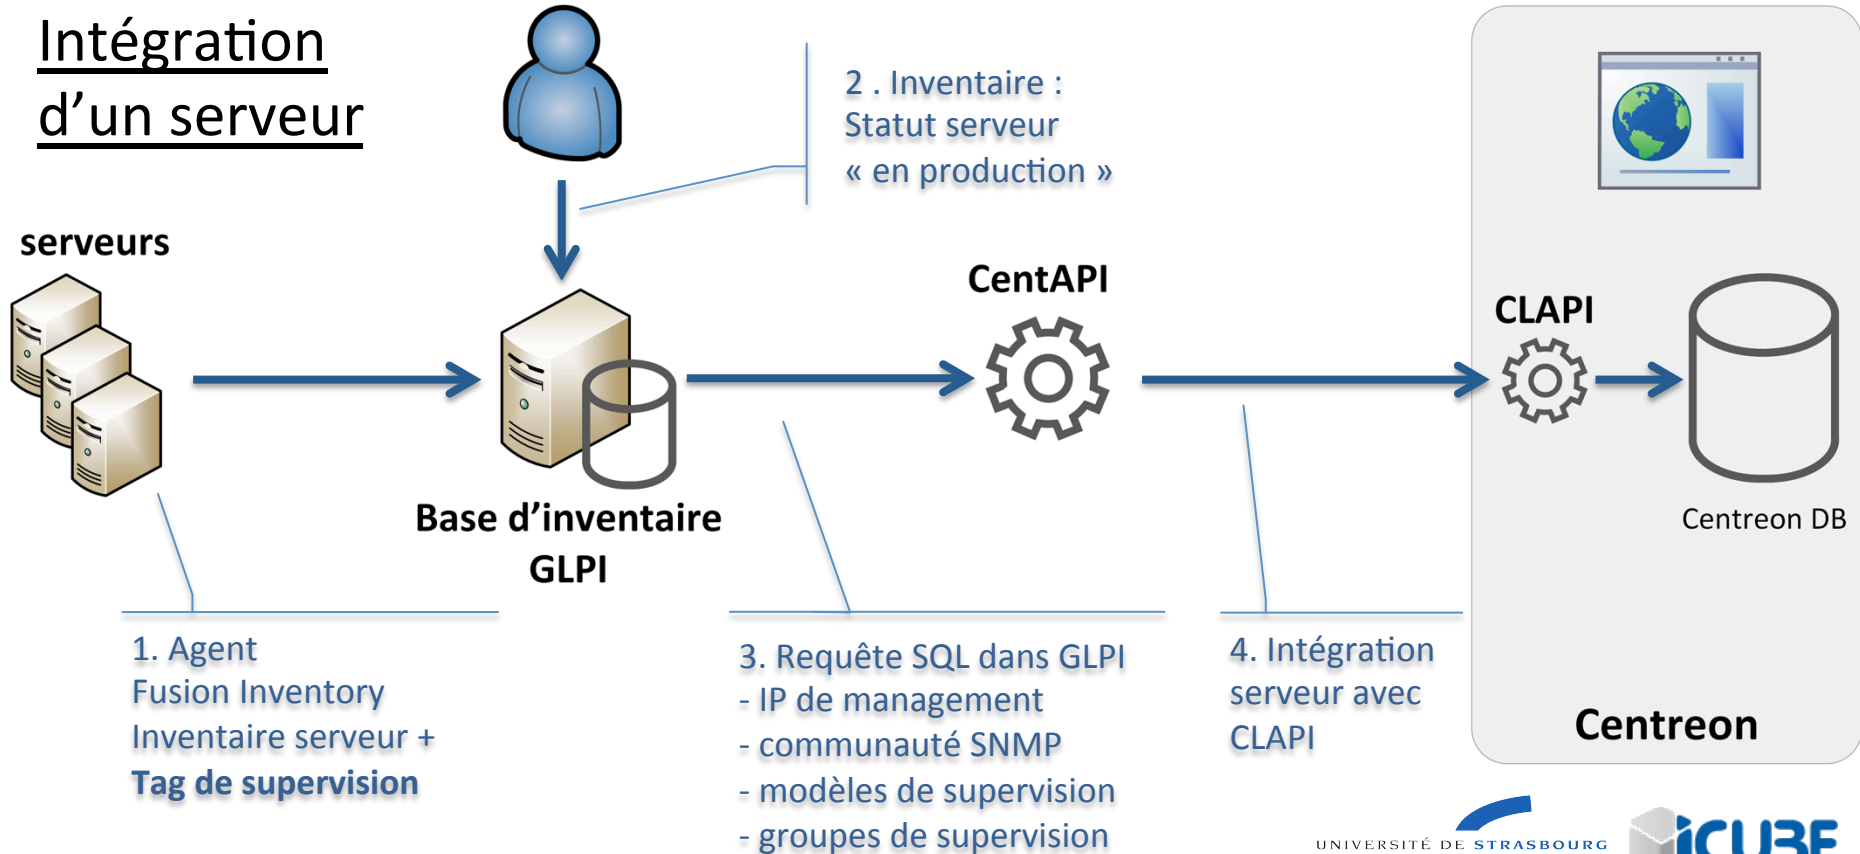 Intégration
d’un serveur
2 . Inventaire :
Statut serveur
« en production »
serveurs
CentAPI
CLAPI
Base d’inventaire
GLPI
Centreon DB
1. Agent
Fusion Inventory
Inventaire serveur +
Tag de supervision
3. Requête SQL dans GLPI
- IP de management
- communauté SNMP
- modèles de supervision
- groupes de supervision
4. Intégration
serveur avec
CLAPI
Centreon
UNIVERSITÉ DE STRASBOURG
iCUBE